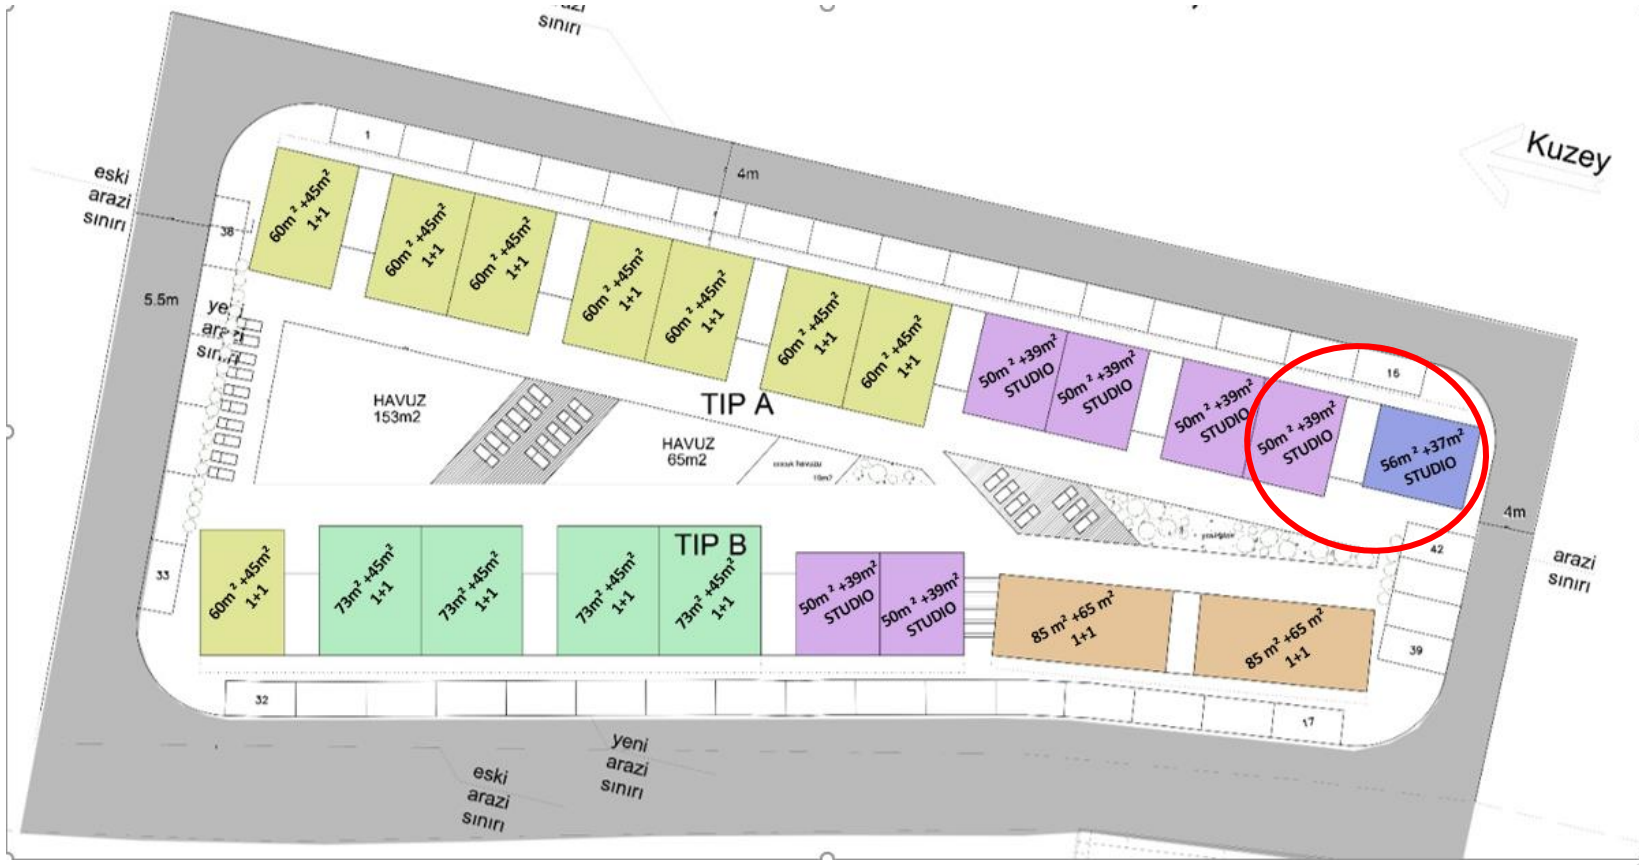 sınırı
Kuzey
1
4m
eski
arazi
sınırı
38
5.5m
60m² +45m²
1+1
60m² +45m²
1+1
60m² +45m²
1+1
60m² +45m²
1+1
60m² +45m²
1+1
60m² +45m²
1+1
60m² +45m²
1+1
50m² +39m²
STUDIO
50m² +39m²
STUDIO
50m² +39m²
STUDIO
50m² +39m²
STUDIO
56m² +37m²
STUDIO
16
HAVUZ
153m2
TIP A
HAVUZ
65m2
4m
42
arazi
sınırı
33
60m² +45m²
1+1
73m² +45m²
1+1
73m² +45m²
1+1
73m² +45m²
1+1
TIP B
73m² +45m²
1+1
50m² +39m²
STUDIO
50m² +39m²
STUDIO
85 m² +65 m²
1+1
85 m² +65 m²
1+1
39
32
17
yeni
arazi
sınırı
eski
arazi
sınırı